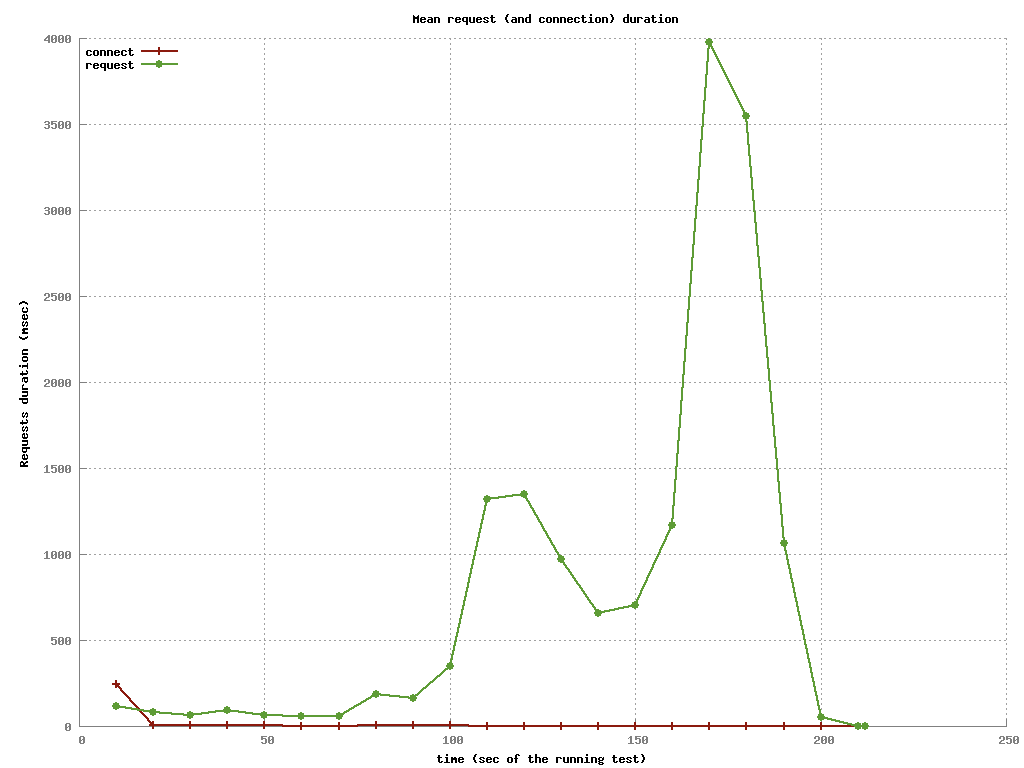 Mean request (and connection) duration
connect
request
4000
3500
3000
2500
2000
1500
1000
500
0
Requests duration (msec)
0 50 100 150 200 250
time (sec of the running test)